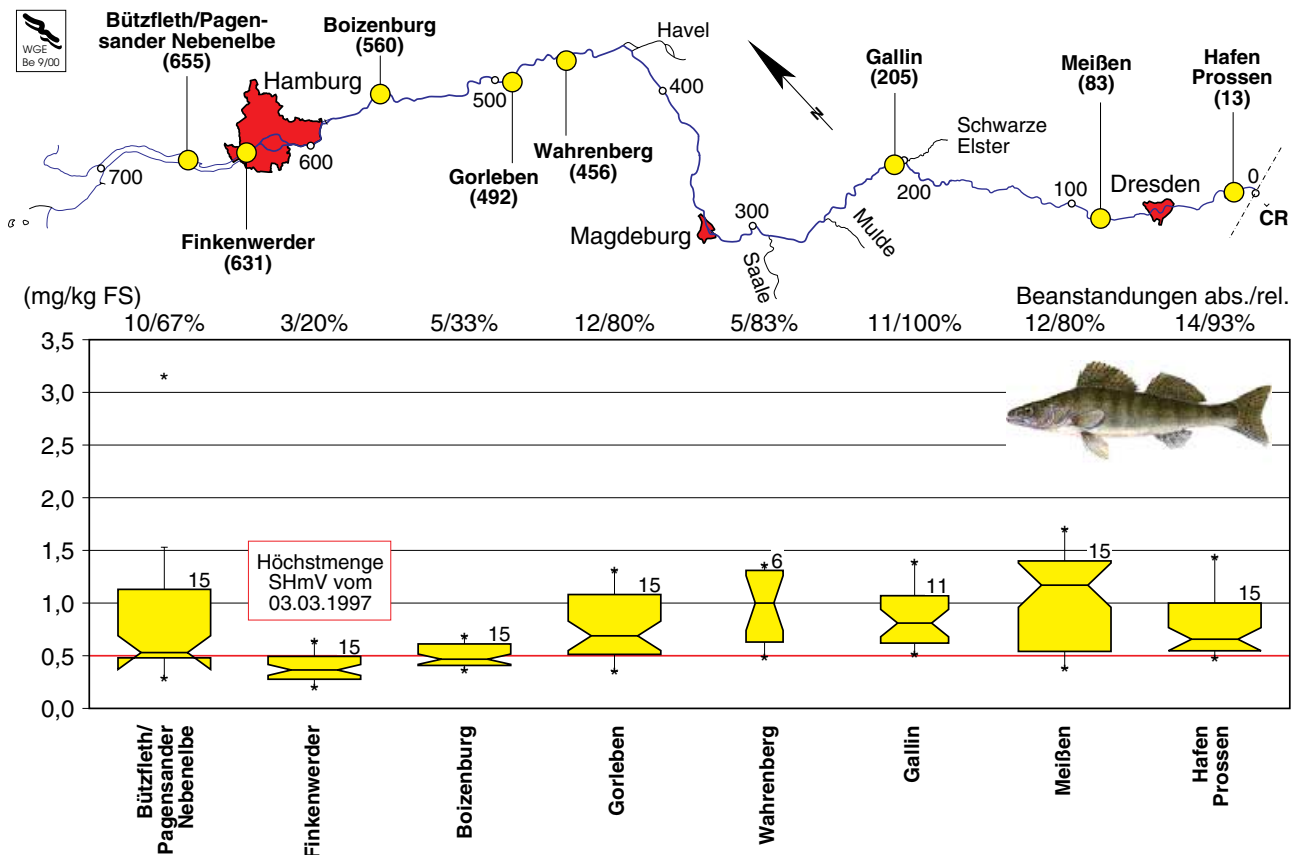 WGE
Be 9/00
Bützfleth/Pagen-
sander Nebenelbe
(655)
Boizenburg
(560)
Hamburg
Havel
Gallin
(205)
Meißen
(83)
Hafen
Prossen
(13)
700
600
500
400
N
Schwarze
Elster
Finkenwerder
(631)
Gorleben
(492)
Wahrenberg
(456)
Magdeburg
300
Saale
Mulde
200
100
Dresden
0
ČR
(mg/kg FS)
Beanstandungen abs./rel.
10/67% 3/20% 5/33% 12/80% 5/83% 11/100% 12/80% 14/93%
3,5
3,0
2,5
2,0
1,5
1,0
0,5
0,0
*
Höchstmenge
SHmV vom
03.03.1997
15 15 15 15 6 11 15 15
Bützfleth/
Pagensander
Nebenelbe
Finkenwerder
Boizenburg
Gorleben
Wahrenberg
Gallin
Meißen
Hafen
Prossen